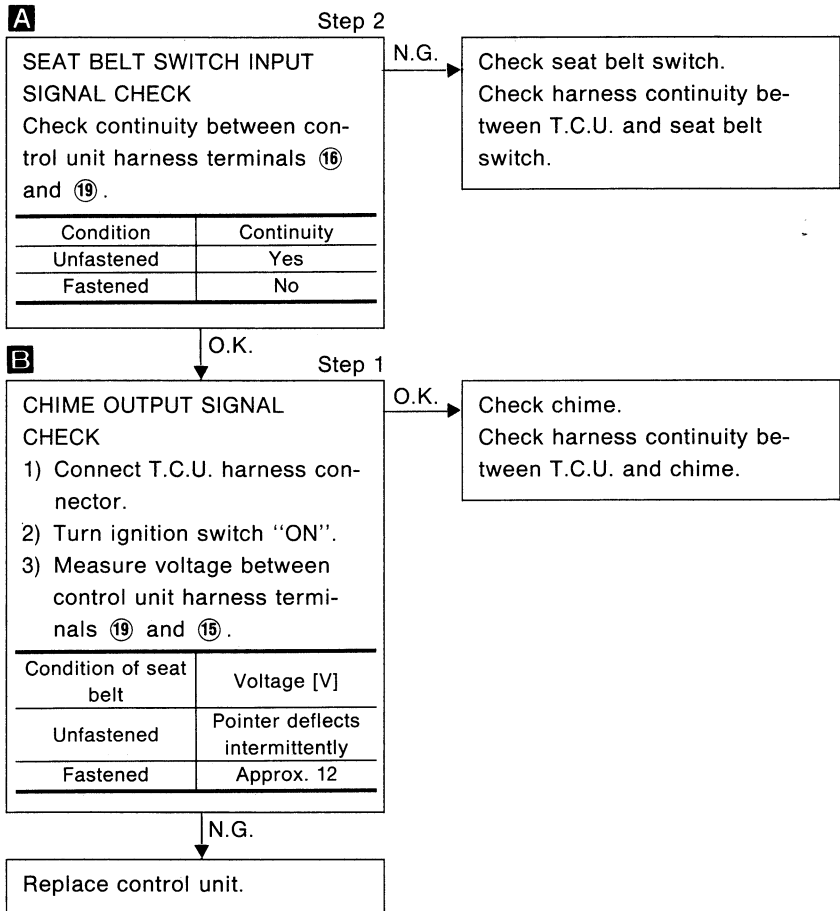 A
Step 2
SEAT BELT SWITCH INPUT
SIGNAL CHECK
Check continuity between con-
trol unit harness terminals ⑯
and ⑲.
Condition Continuity
Unfastened Yes
Fastened No
N.G.
Check seat belt switch.
Check harness continuity be-
tween T.C.U. and seat belt
switch.
O.K.
B
Step 1
CHIME OUTPUT SIGNAL
CHECK
1) Connect T.C.U. harness con-
nector.
2) Turn ignition switch ''ON''.
3) Measure voltage between
control unit harness termi-
nals ⑲ and ⑮.
Condition of seat
belt
Voltage [V]
Unfastened
Pointer deflects
intermittently
Fastened Approx. 12
O.K.
Check chime.
Check harness continuity be-
tween T.C.U. and chime.
N.G.
Replace control unit.